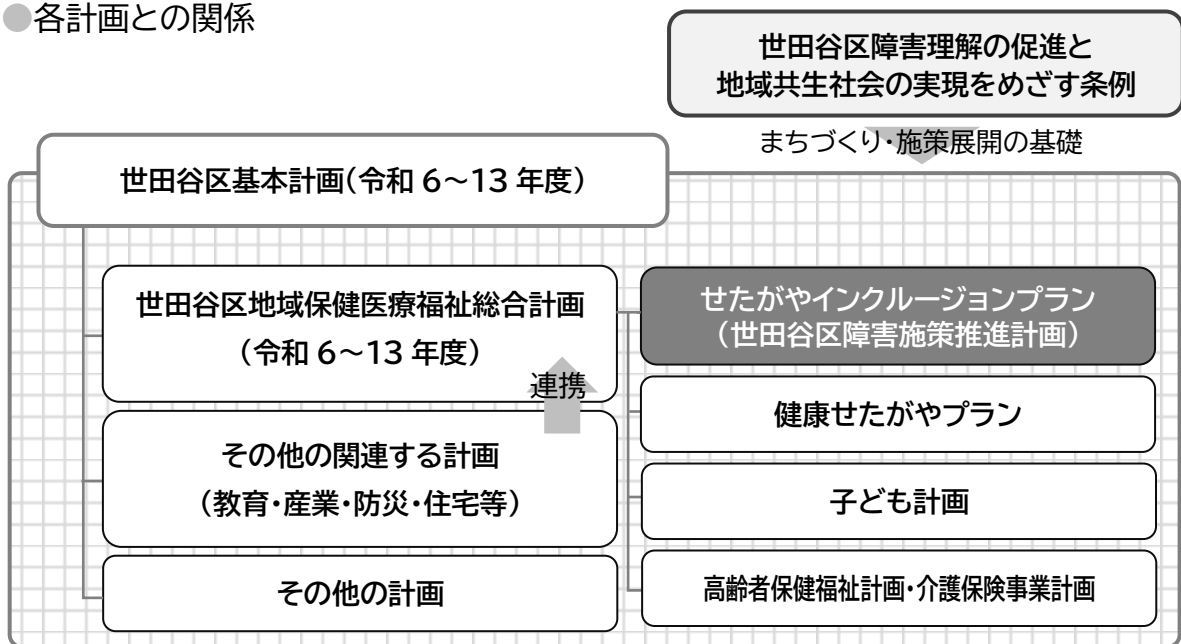 ●各計画との関係
世田谷区障害理解の促進と
地域共生社会の実現をめざす条例
まちづくり・施策展開の基礎
世田谷区基本計画(令和 6~13 年度)
世田谷区地域保健医療福祉総合計画
(令和 6~13 年度)
連携
その他の関連する計画
(教育・産業・防災・住宅等)
その他の計画
せたがやインクルージョンプラン
(世田谷区障害施策推進計画)
健康せたがやプラン
子ども計画
高齢者保健福祉計画・介護保険事業計画